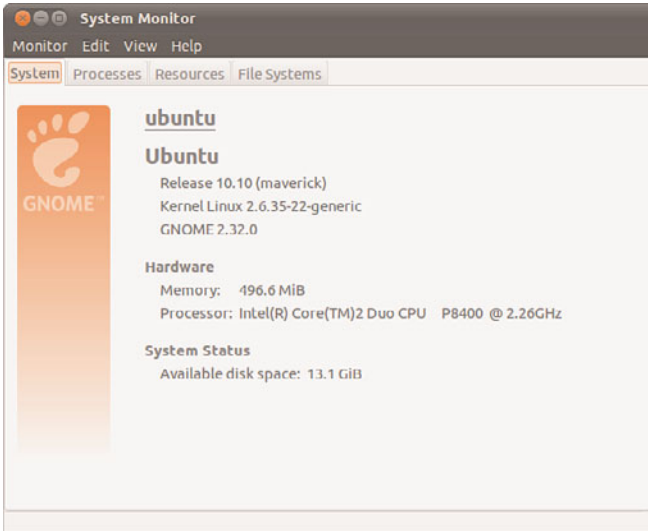 System Monitor
Monitor Edit View Help
System Processes Resources File Systems
GNOME™
ubuntu
Ubuntu
Release 10.10 (maverick)
Kernel Linux 2.6.35-22-generic
GNOME 2.32.0
Hardware
Memory: 496.6 MiB
Processor: Intel(R) Core(TM)2 Duo CPU P8400 @ 2.26GHz
System Status
Available disk space: 13.1 GiB